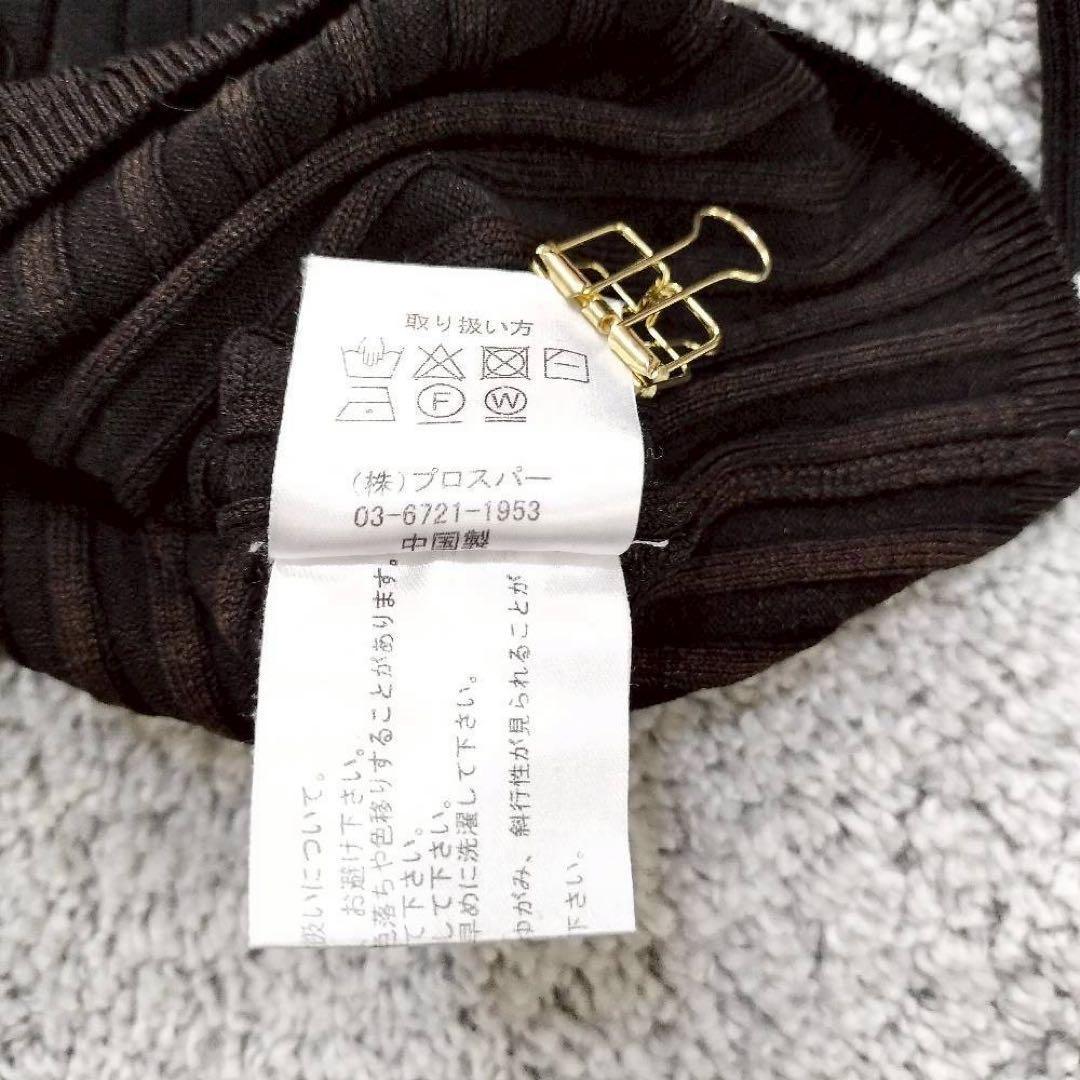 取り扱い方
F W
(株)プロスパー
03-6721-1953
中国製
扱いについて。
お避け下さい。
色落ちや色移りすることがあります。
て下さい。
して下さい。
早めに洗濯して下さい。
ゆがみ、斜行性が見られることが
下さい。